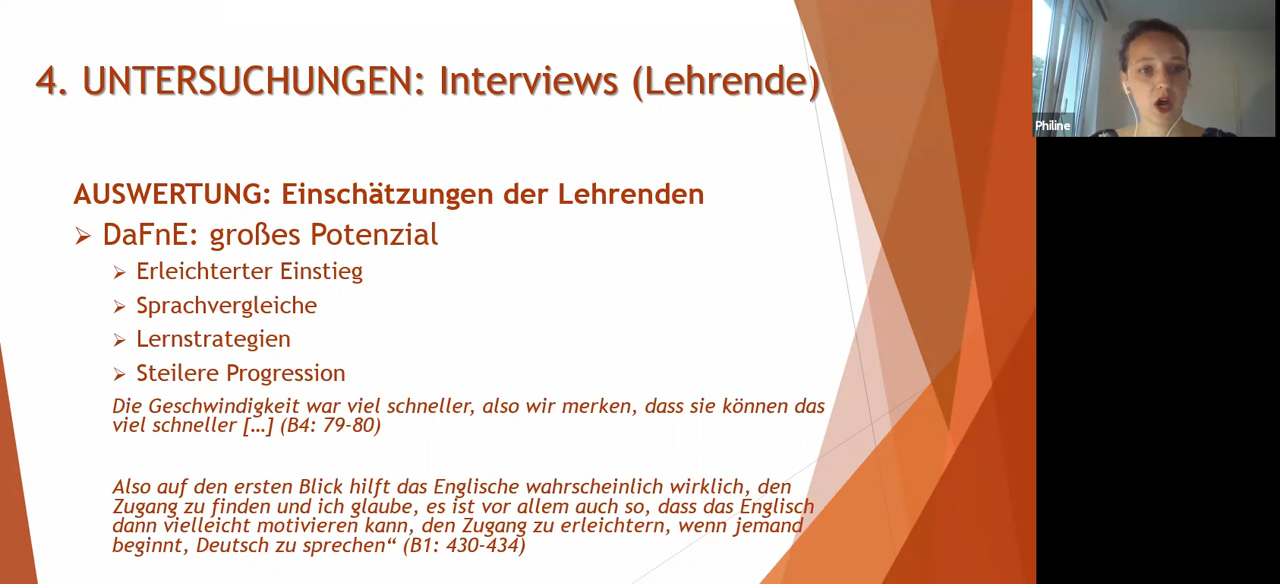 4. UNTERSUCHUNGEN: Interviews (Lehrende)
AUSWERTUNG: Einschätzungen der Lehrenden
DaFnE: großes Potenzial
Erleichterter Einstieg
Sprachvergleiche
Lernstrategien
Steilere Progression
Die Geschwindigkeit war viel schneller, also wir merken, dass sie können das
viel schneller […] (B4: 79-80)
Also auf den ersten Blick hilft das Englische wahrscheinlich wirklich, den
Zugang zu finden und ich glaube, es ist vor allem auch so, dass das Englisch
dann vielleicht motivieren kann, den Zugang zu erleichtern, wenn jemand
beginnt, Deutsch zu sprechen“ (B1: 430-434)
Philine